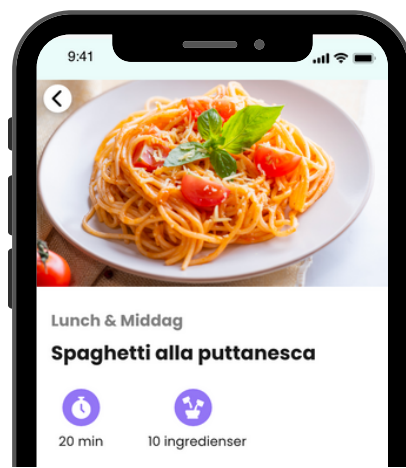 9:41
Lunch & Middag
Spaghetti alla puttanesca
20 min
10 ingredienser